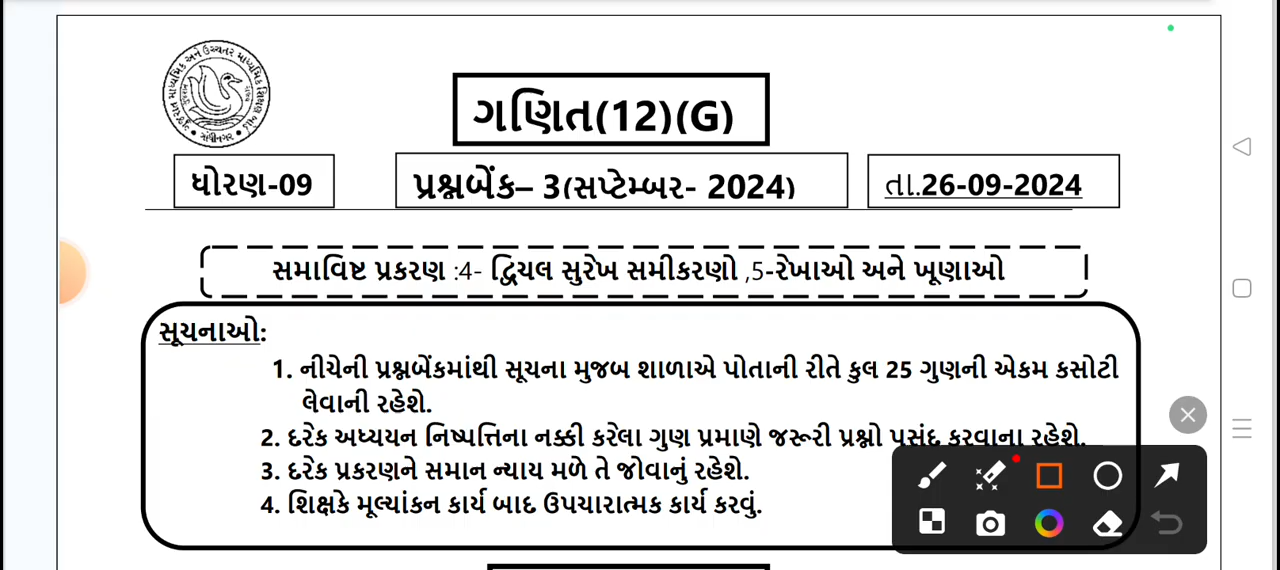 ગણિત(12)(G)
ધોરણ-09
પ્રશ્નબેંક– 3(સપ્ટેમ્બર- 2024)
તા.26-09-2024
સમાવિષ્ટ પ્રકરણ :4- દ્વિચલ સુરેખ સમીકરણો ,5-રેખાઓ અને ખૂણાઓ
સૂચનાઓ:
1. નીચેની પ્રશ્નબેંકમાંથી સૂચના મુજબ શાળાએ પોતાની રીતે કુલ 25 ગુણની એકમ કસોટી
લેવાની રહેશે.
2. દરેક અધ્યયન નિષ્પત્તિના નક્કી કરેલા ગુણ પ્રમાણે જરૂરી પ્રશ્નો પસંદ કરવાના રહેશે.
3. દરેક પ્રકરણને સમાન ન્યાય મળે તે જોવાનું રહેશે.
4. શિક્ષકે મૂલ્યાંકન કાર્ય બાદ ઉપચારાત્મક કાર્ય કરવું.